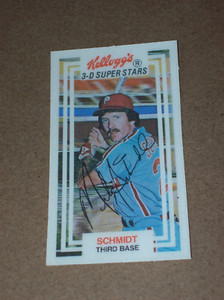 Kellogg's®
3-D SUPER STARS
P
SCHMIDT
THIRD BASE